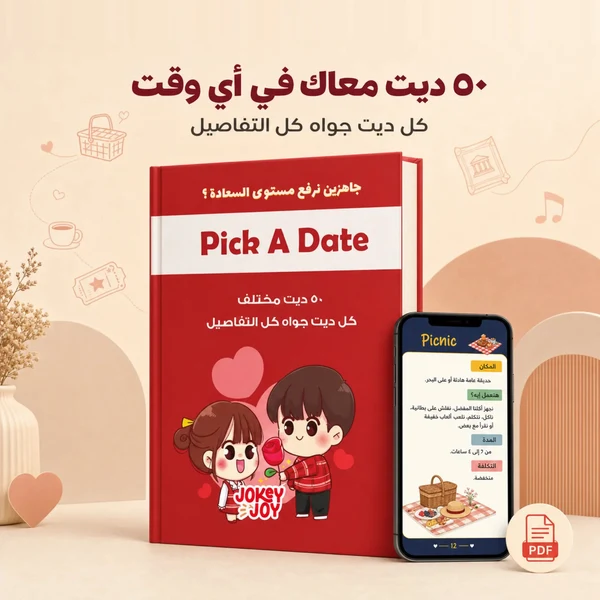 ٥٠ ديت معاك في أي وقت
كل ديت جواه كل التفاصيل
جاهزين نرفع مستوى السعادة ؟
Pick A Date
٥٠ ديت مختلف
كل ديت جواه كل التفاصيل
JOKEY
JOY
Picnic
المكان
حديقة عامة هادئة أو على البحر.
هنعمل إيه؟
نجهز أكلنا المفضل، نقعد على بطانية،
ناكل، نتكلم، نلعب ألعاب خفيفة
أو نقرأ مع بعض.
المدة
من ٢ إلى ٤ ساعات.
التكلفة
منخفضة.
12
PDF